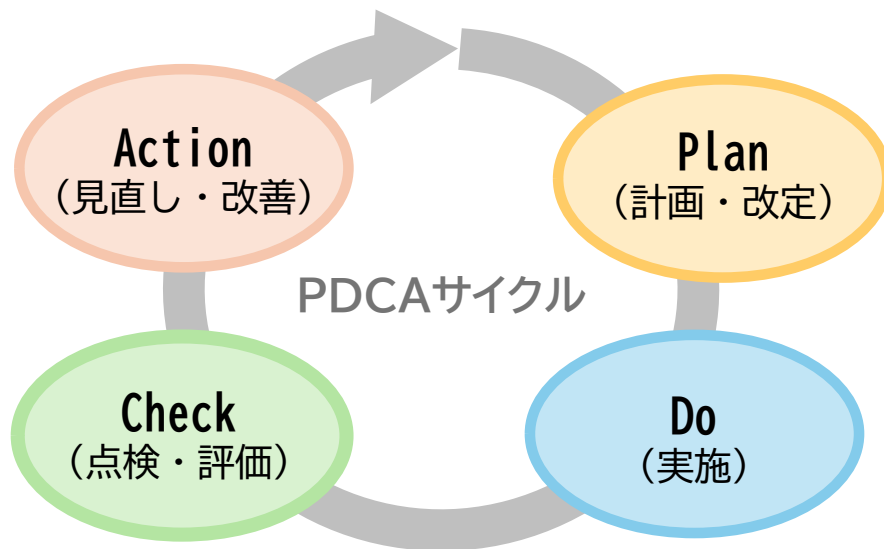 Action
（見直し・改善）
Plan
（計画・改定）
PDCAサイクル
Check
（点検・評価）
Do
（実施）